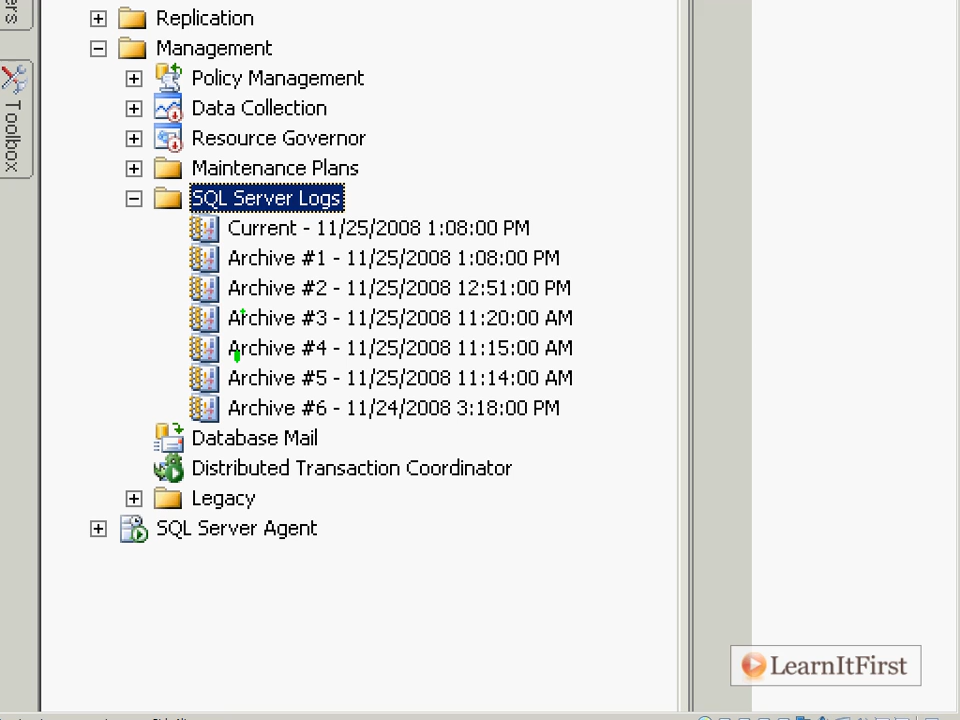 Replication
Management
Policy Management
Data Collection
Resource Governor
Maintenance Plans
Toolbox
SQL Server Logs
Current - 11/25/2008 1:08:00 PM
Archive #1 - 11/25/2008 1:08:00 PM
Archive #2 - 11/25/2008 12:51:00 PM
Archive #3 - 11/25/2008 11:20:00 AM
Archive #4 - 11/25/2008 11:15:00 AM
Archive #5 - 11/25/2008 11:14:00 AM
Archive #6 - 11/24/2008 3:18:00 PM
Database Mail
Distributed Transaction Coordinator
Legacy
SQL Server Agent
LearnItFirst